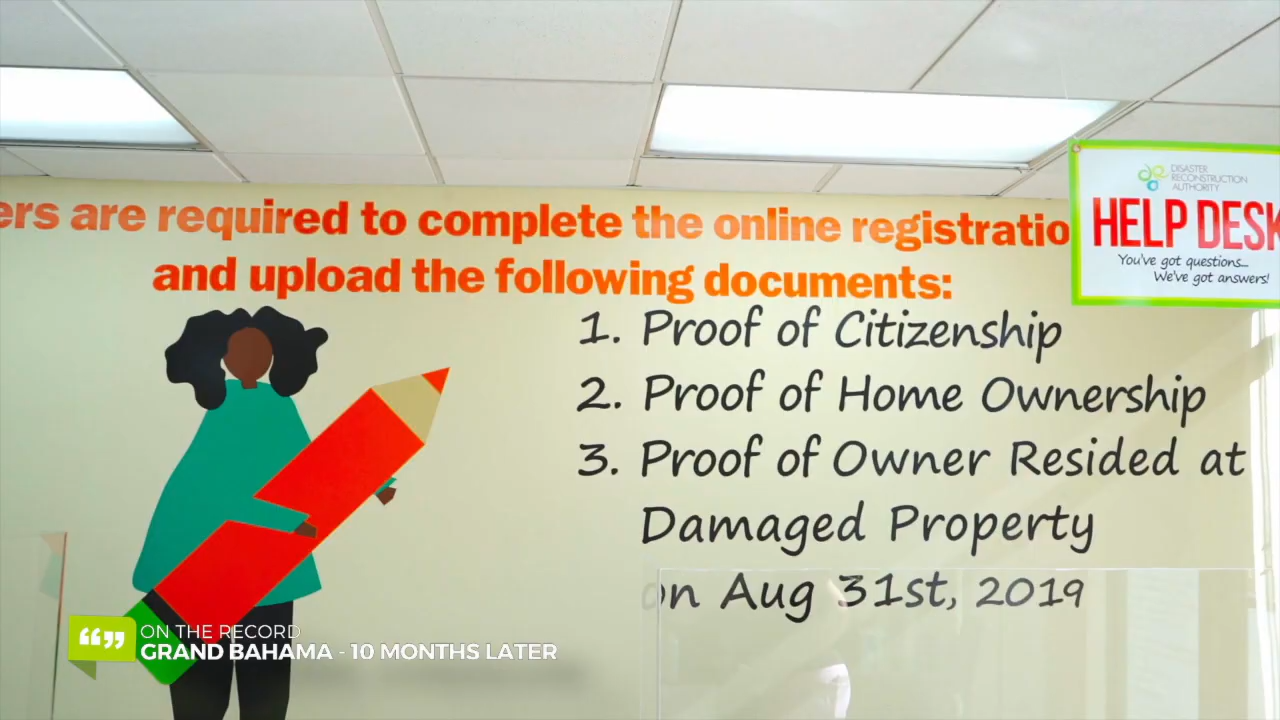 ers are required to complete the online registratio
and upload the following documents:
1. Proof of Citizenship
2. Proof of Home Ownership
3. Proof of Owner Resided at
Damaged Property
on Aug 31st, 2019
DISASTER
RECONSTRUCTION
AUTHORITY
HELP DESK
You've got questions...
We've got answers!
ON THE RECORD
GRAND BAHAMA - 10 MONTHS LATER